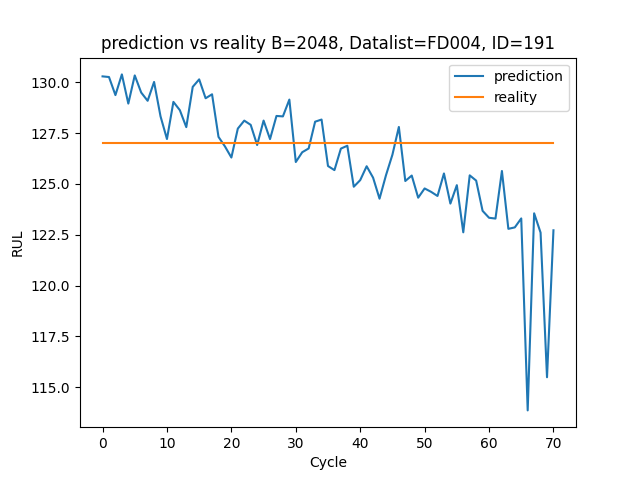 prediction vs reality B=2048, Datalist=FD004, ID=191
prediction
reality
130.0
127.5
125.0
122.5
120.0
117.5
115.0
RUL
0 10 20 30 40 50 60 70
Cycle